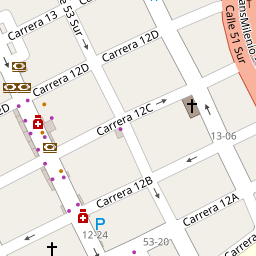 Carrera 13
53 Sur
TransMilenio
Calle 51 Sur
Carrera 12D
Carrera 12D
D
Carrera 12C
13-06
Carrera 12B
Carrera 12A
P
12-24
53-20